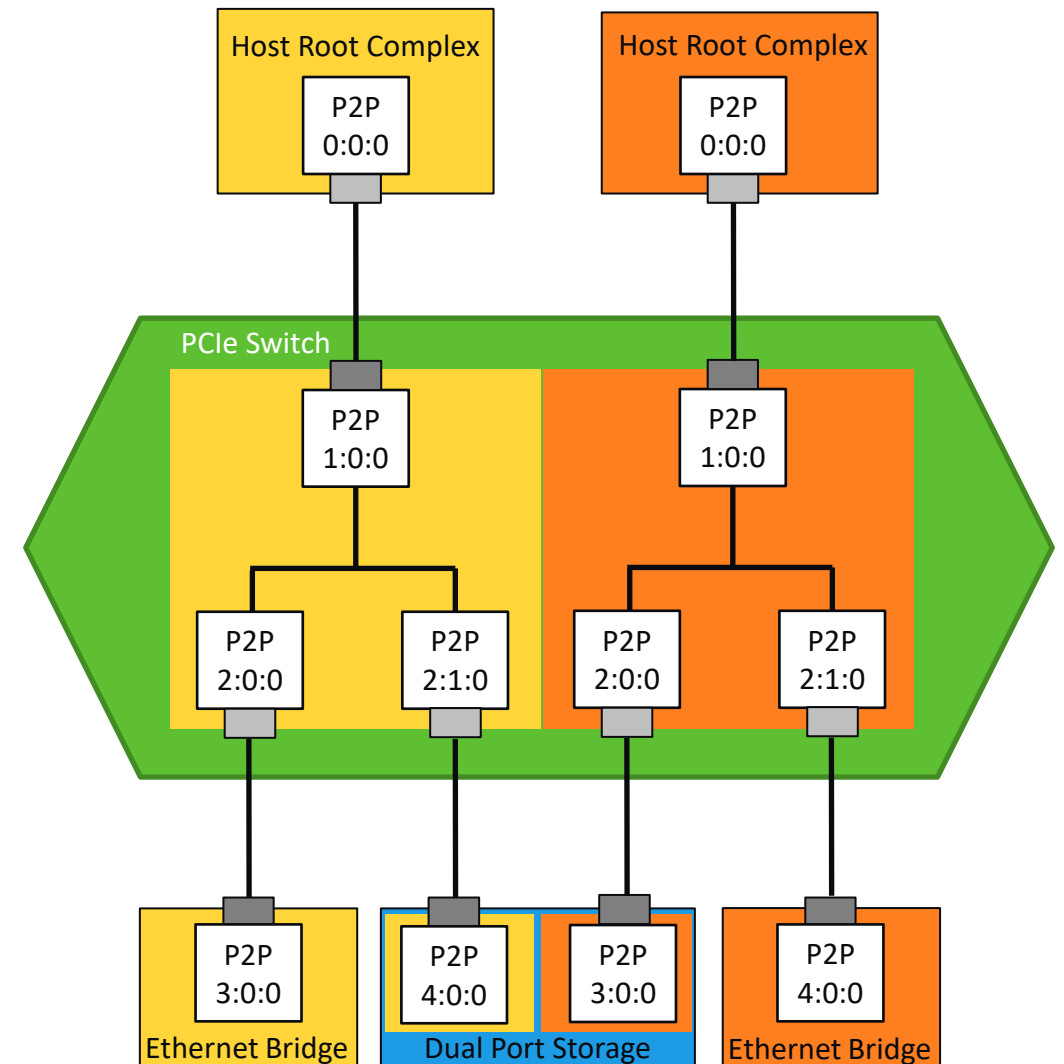 Host Root Complex
P2P
0:0:0
Host Root Complex
P2P
0:0:0
PCIe Switch
P2P
1:0:0
P2P
1:0:0
P2P
2:0:0
P2P
2:1:0
P2P
2:0:0
P2P
2:1:0
P2P
3:0:0
Ethernet Bridge
P2P
4:0:0
P2P
3:0:0
Dual Port Storage
P2P
4:0:0
Ethernet Bridge